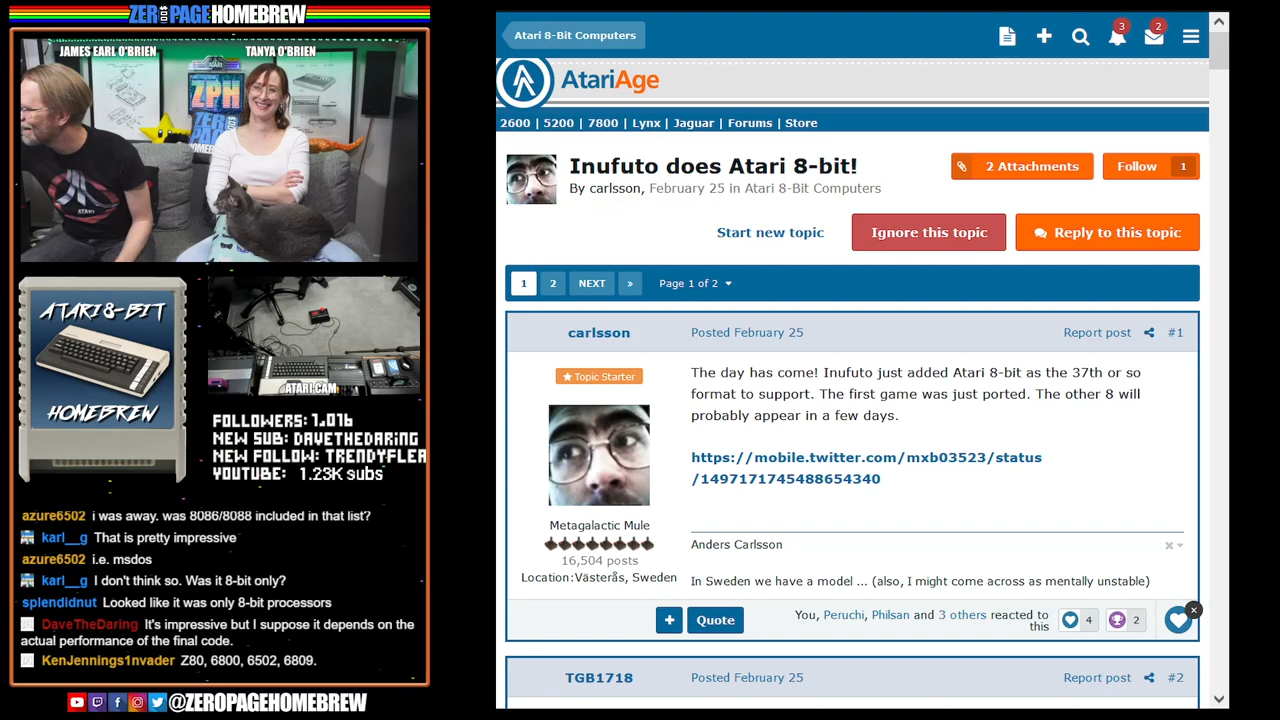 ZERO PAGE HOMEBREW
JAMES EARL O'BRIEN
TANYA O'BRIEN
ATARI
ZPH
ATARI 8-BIT
HOMEBREW
ATARI CAM
FOLLOWERS: 1,016
NEW SUB: DAVETHEDARING
NEW FOLLOW: TRENDYFLER
YOUTUBE: 1.23K subs
azure6502 i was away. was 8086/8088 included in that list?
karl__g That is pretty impressive
azure6502 i.e. msdos
karl__g I don't think so. Was it 8-bit only?
splendidnut Looked like it was only 8-bit processors
DaveTheDaring It's impressive but I suppose it depends on the
actual performance of the final code.
KenJennings1nvader Z80, 6800, 6502, 6809.
@ZEROPAGEHOMEBREW
Atari 8-Bit Computers
3
2
AtariAge
2600 | 5200 | 7800 | Lynx | Jaguar | Forums | Store
Inufuto does Atari 8-bit!
By carlsson, February 25 in Atari 8-Bit Computers
2 Attachments
Follow 1
Start new topic
Ignore this topic
Reply to this topic
1 2 NEXT » Page 1 of 2
carlsson
Posted February 25
Report post #1
Topic Starter
The day has come! Inufuto just added Atari 8-bit as the 37th or so
format to support. The first game was just ported. The other 8 will
probably appear in a few days.
https://mobile.twitter.com/mxb03523/status
/1497171745488654340
Metagalactic Mule
16,504 posts
Location:Västerås, Sweden
Anders Carlsson
In Sweden we have a model ... (also, I might come across as mentally unstable)
+ Quote
You, Peruchi, Philsan and 3 others reacted to
this
4
2
TGB1718
Posted February 25
Report post #2